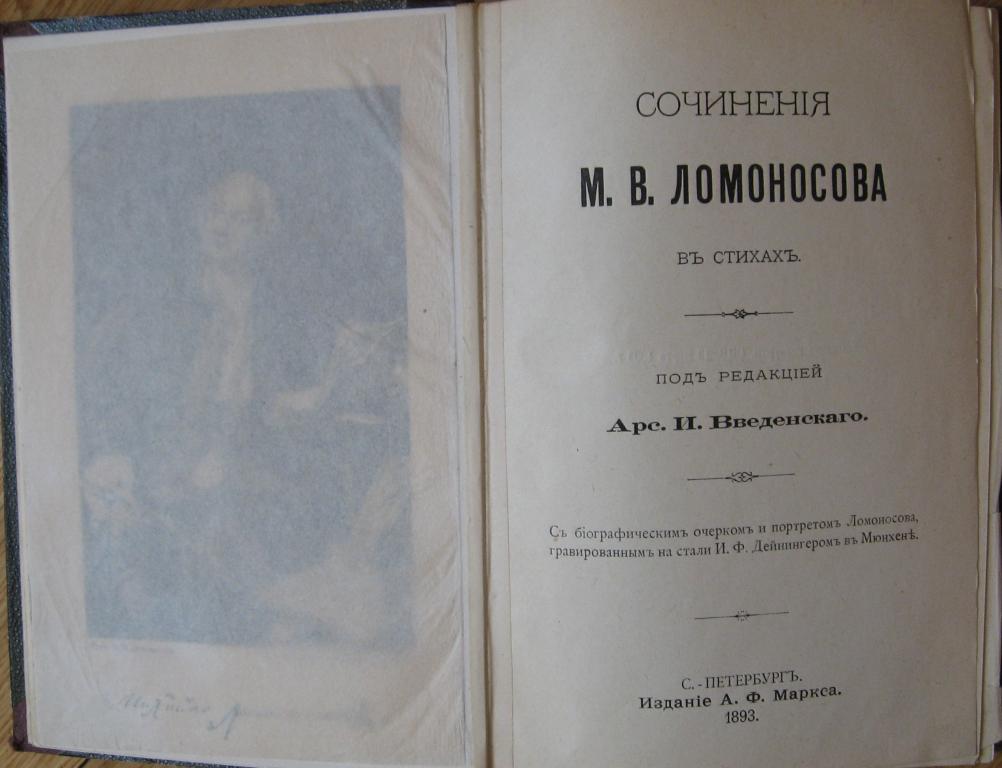 СОЧИНЕНІЯ
М. В. ЛОМОНОСОВА
ВЪ СТИХАХЪ.
ПОДЪ РЕДАКЦІЕЙ
Арс. И. Введенскаго.
Съ біографическимъ очеркомъ и портретомъ Ломоносова,
гравированнымъ на стали И. Ф. Дейнингеромъ въ Мюнхенѣ.
С.-ПЕТЕРБУРГЪ.
Изданіе А. Ф. Маркса.
1893.